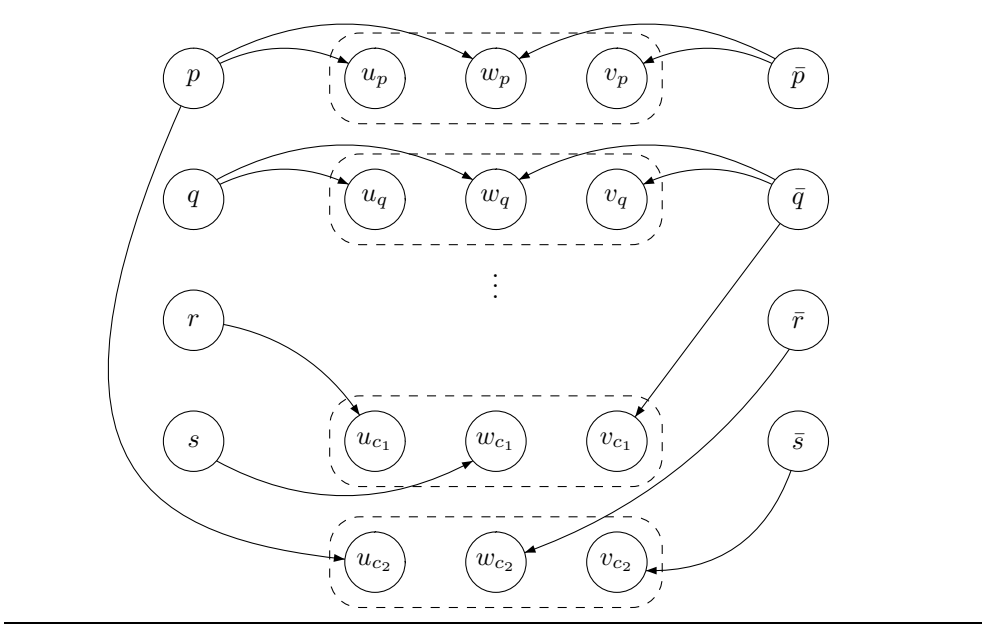 p u_p w_p v_p p̄
q u_q w_q v_q q̄
⋮
r r̄
s u_{c_1} w_{c_1} v_{c_1} s̄
u_{c_2} w_{c_2} v_{c_2}